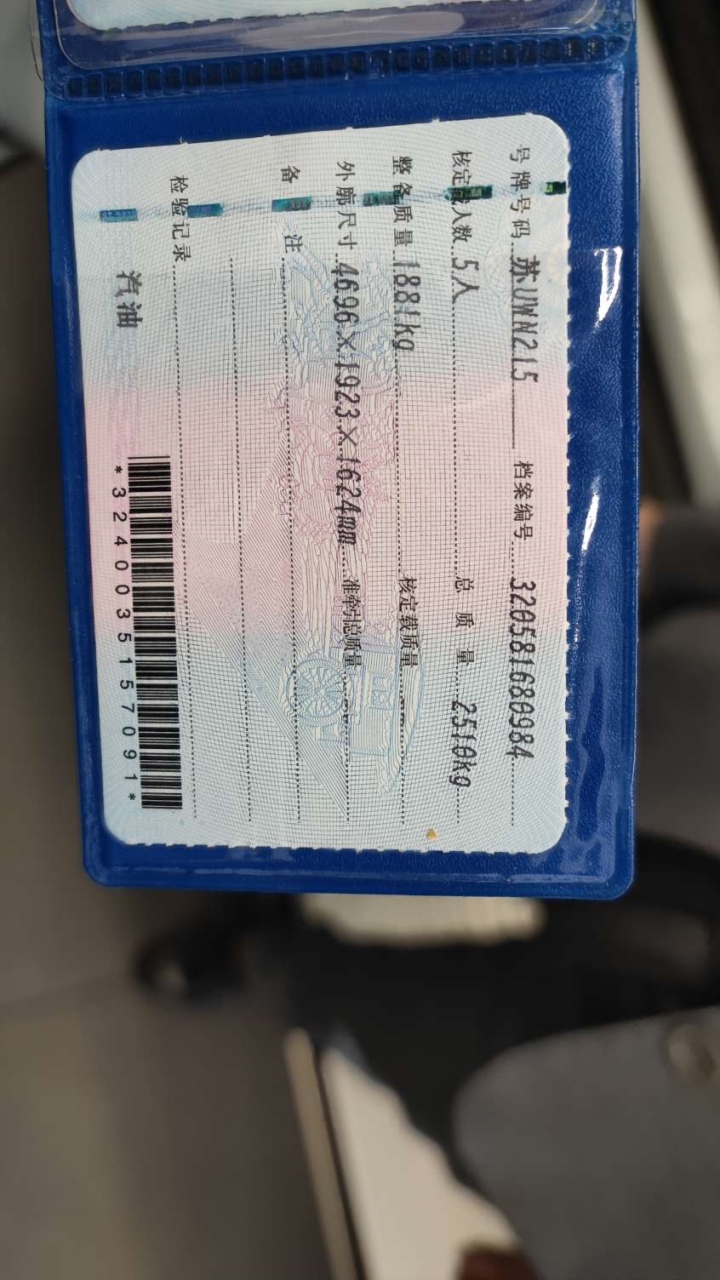 号牌号码 苏UWN215 档案编号 320581680984
核定载人数 5人 总质量 2510kg
整备质量 1881kg 核定载质量
外廓尺寸 4696×1923×1624mm 准牵引总质量
备注
检验记录
汽油
*3240035157091*